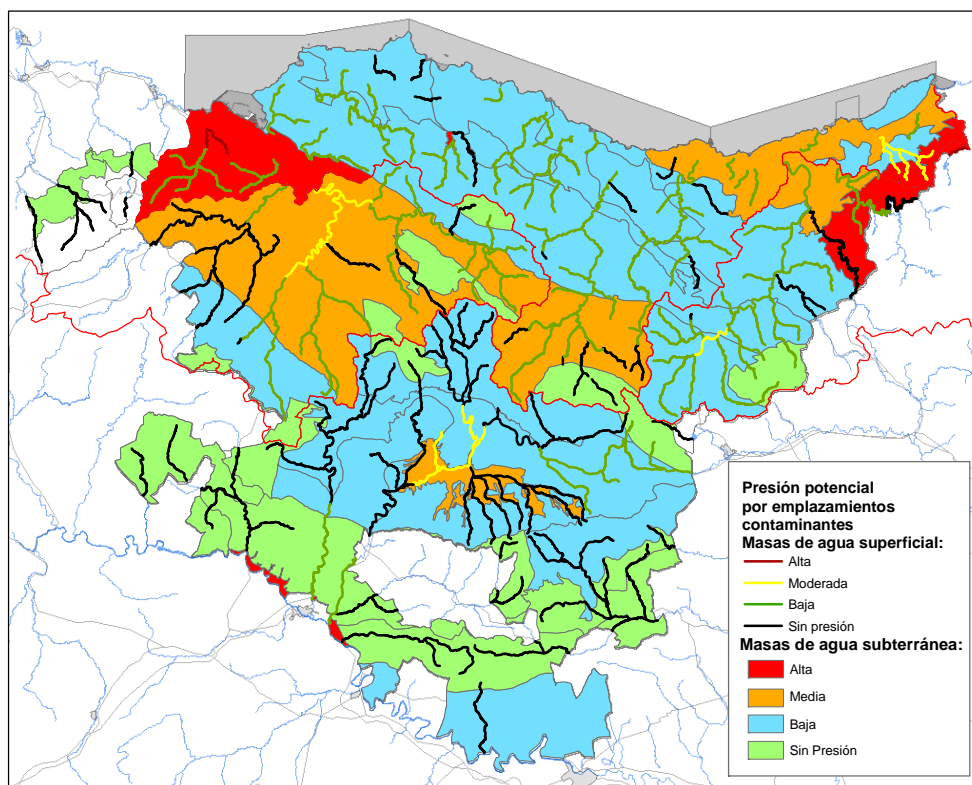 Presión potencial
por emplazamientos
contaminantes
Masas de agua superficial:
Alta
Moderada
Baja
Sin presión
Masas de agua subterránea:
Alta
Media
Baja
Sin Presión